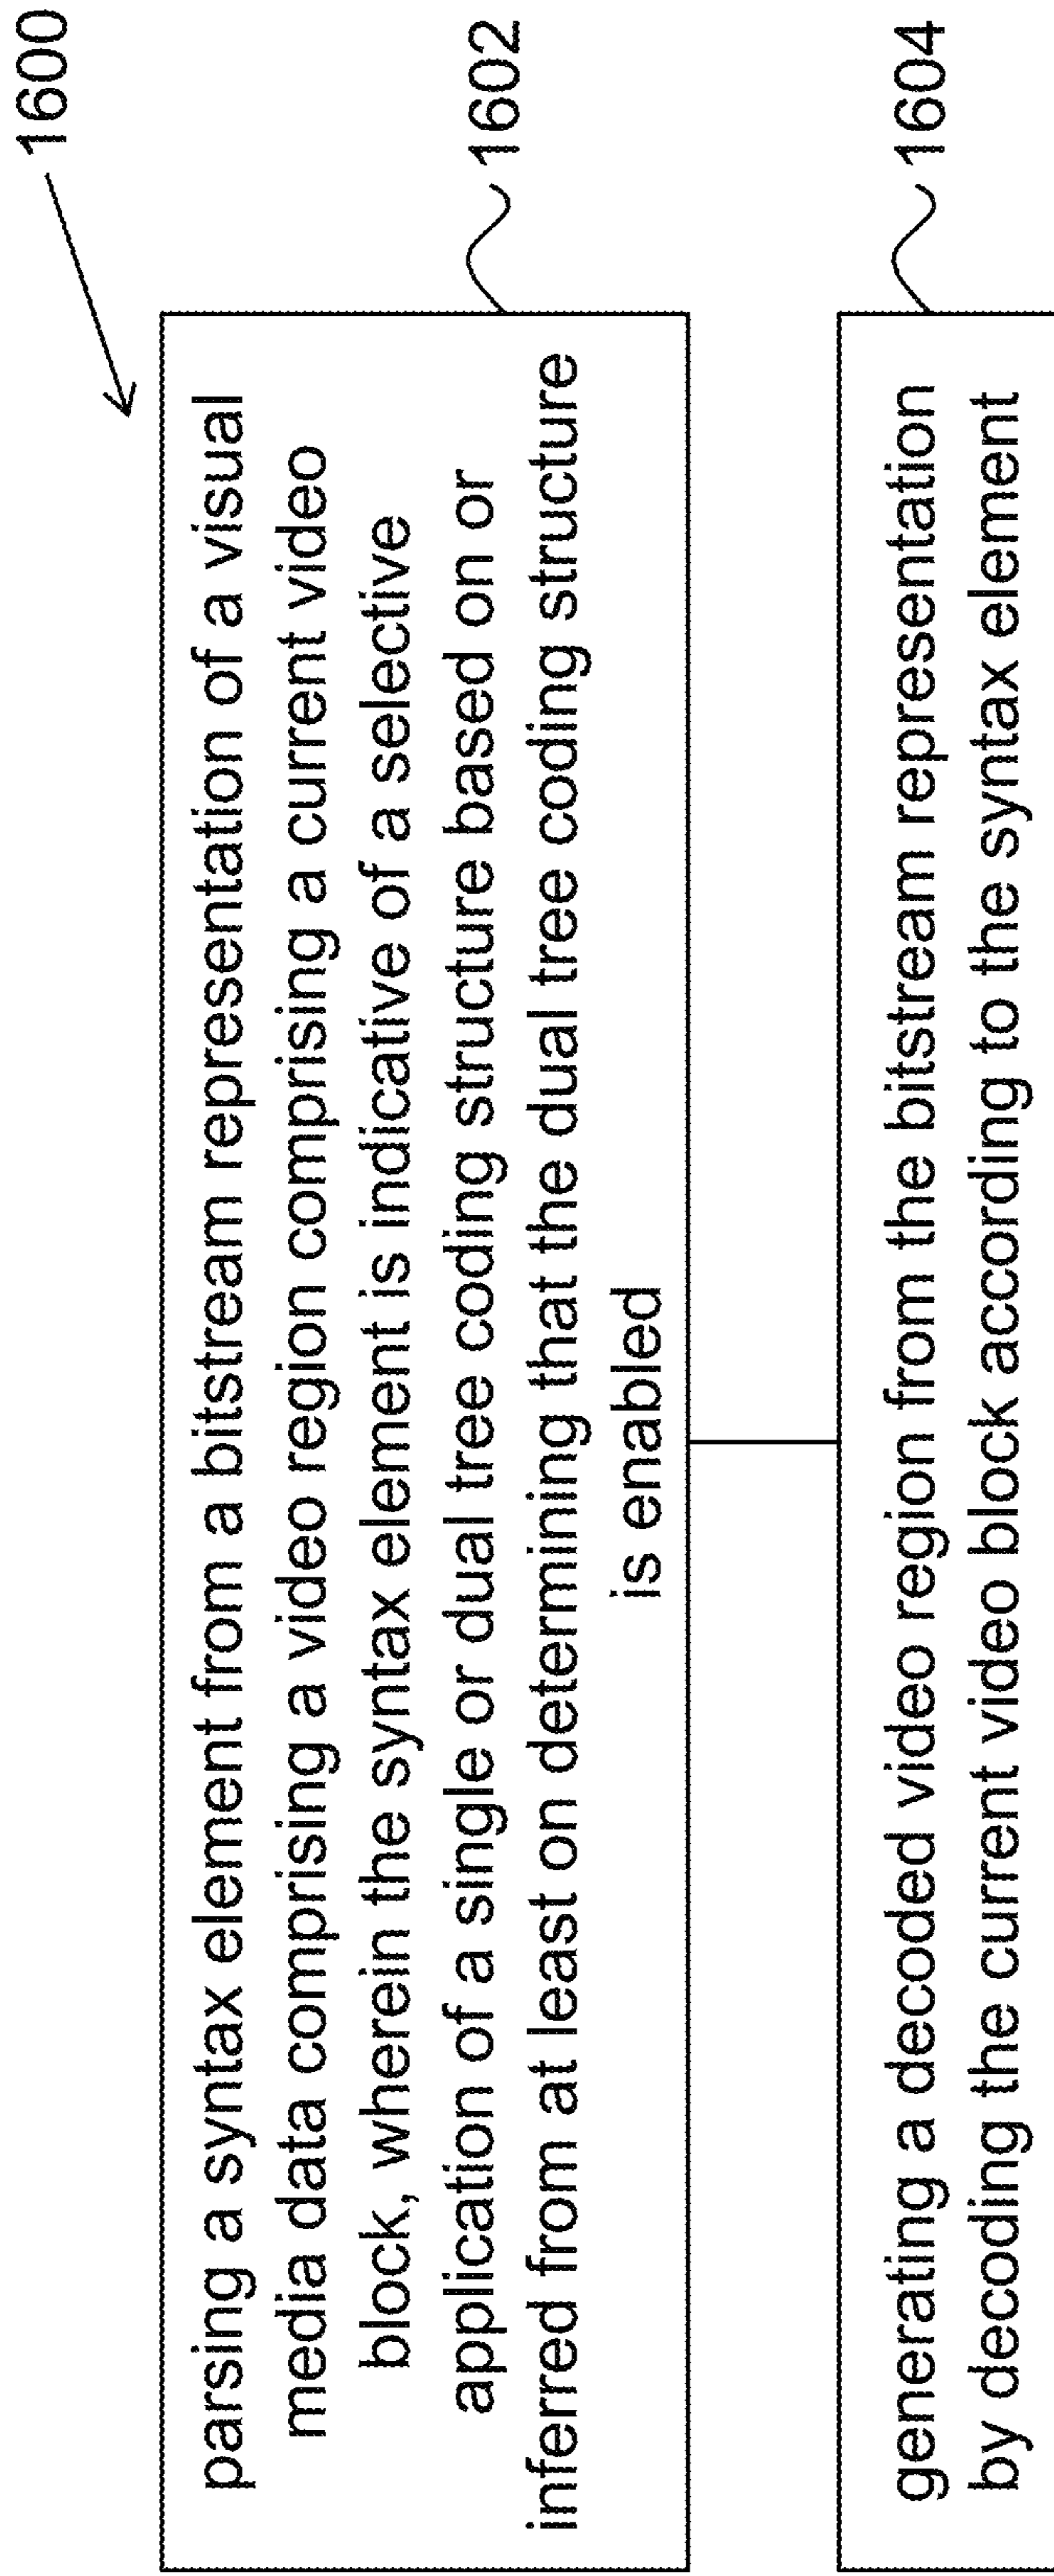 1600
parsing a syntax element from a bitstream representation of a visual
media data comprising a video region comprising a current video
block, wherein the syntax element is indicative of a selective
application of a single or dual tree coding structure based on or
inferred from at least on determining that the dual tree coding structure
is enabled
1602
generating a decoded video region from the bitstream representation
by decoding the current video block according to the syntax element
1604